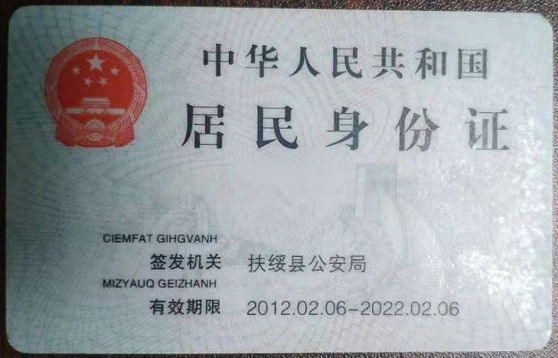 中华人民共和国
居民身份证
CIEMFAT GIHGVANH
签发机关 扶绥县公安局
MIZYAUQ GEIZHANH
有效期限 2012.02.06-2022.02.06